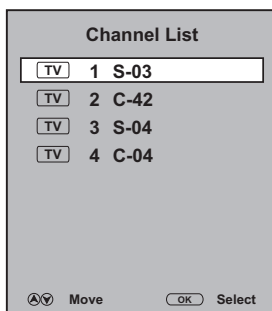 Channel List
TV 1 S-03
TV 2 C-42
TV 3 S-04
TV 4 C-04
Move OK Select